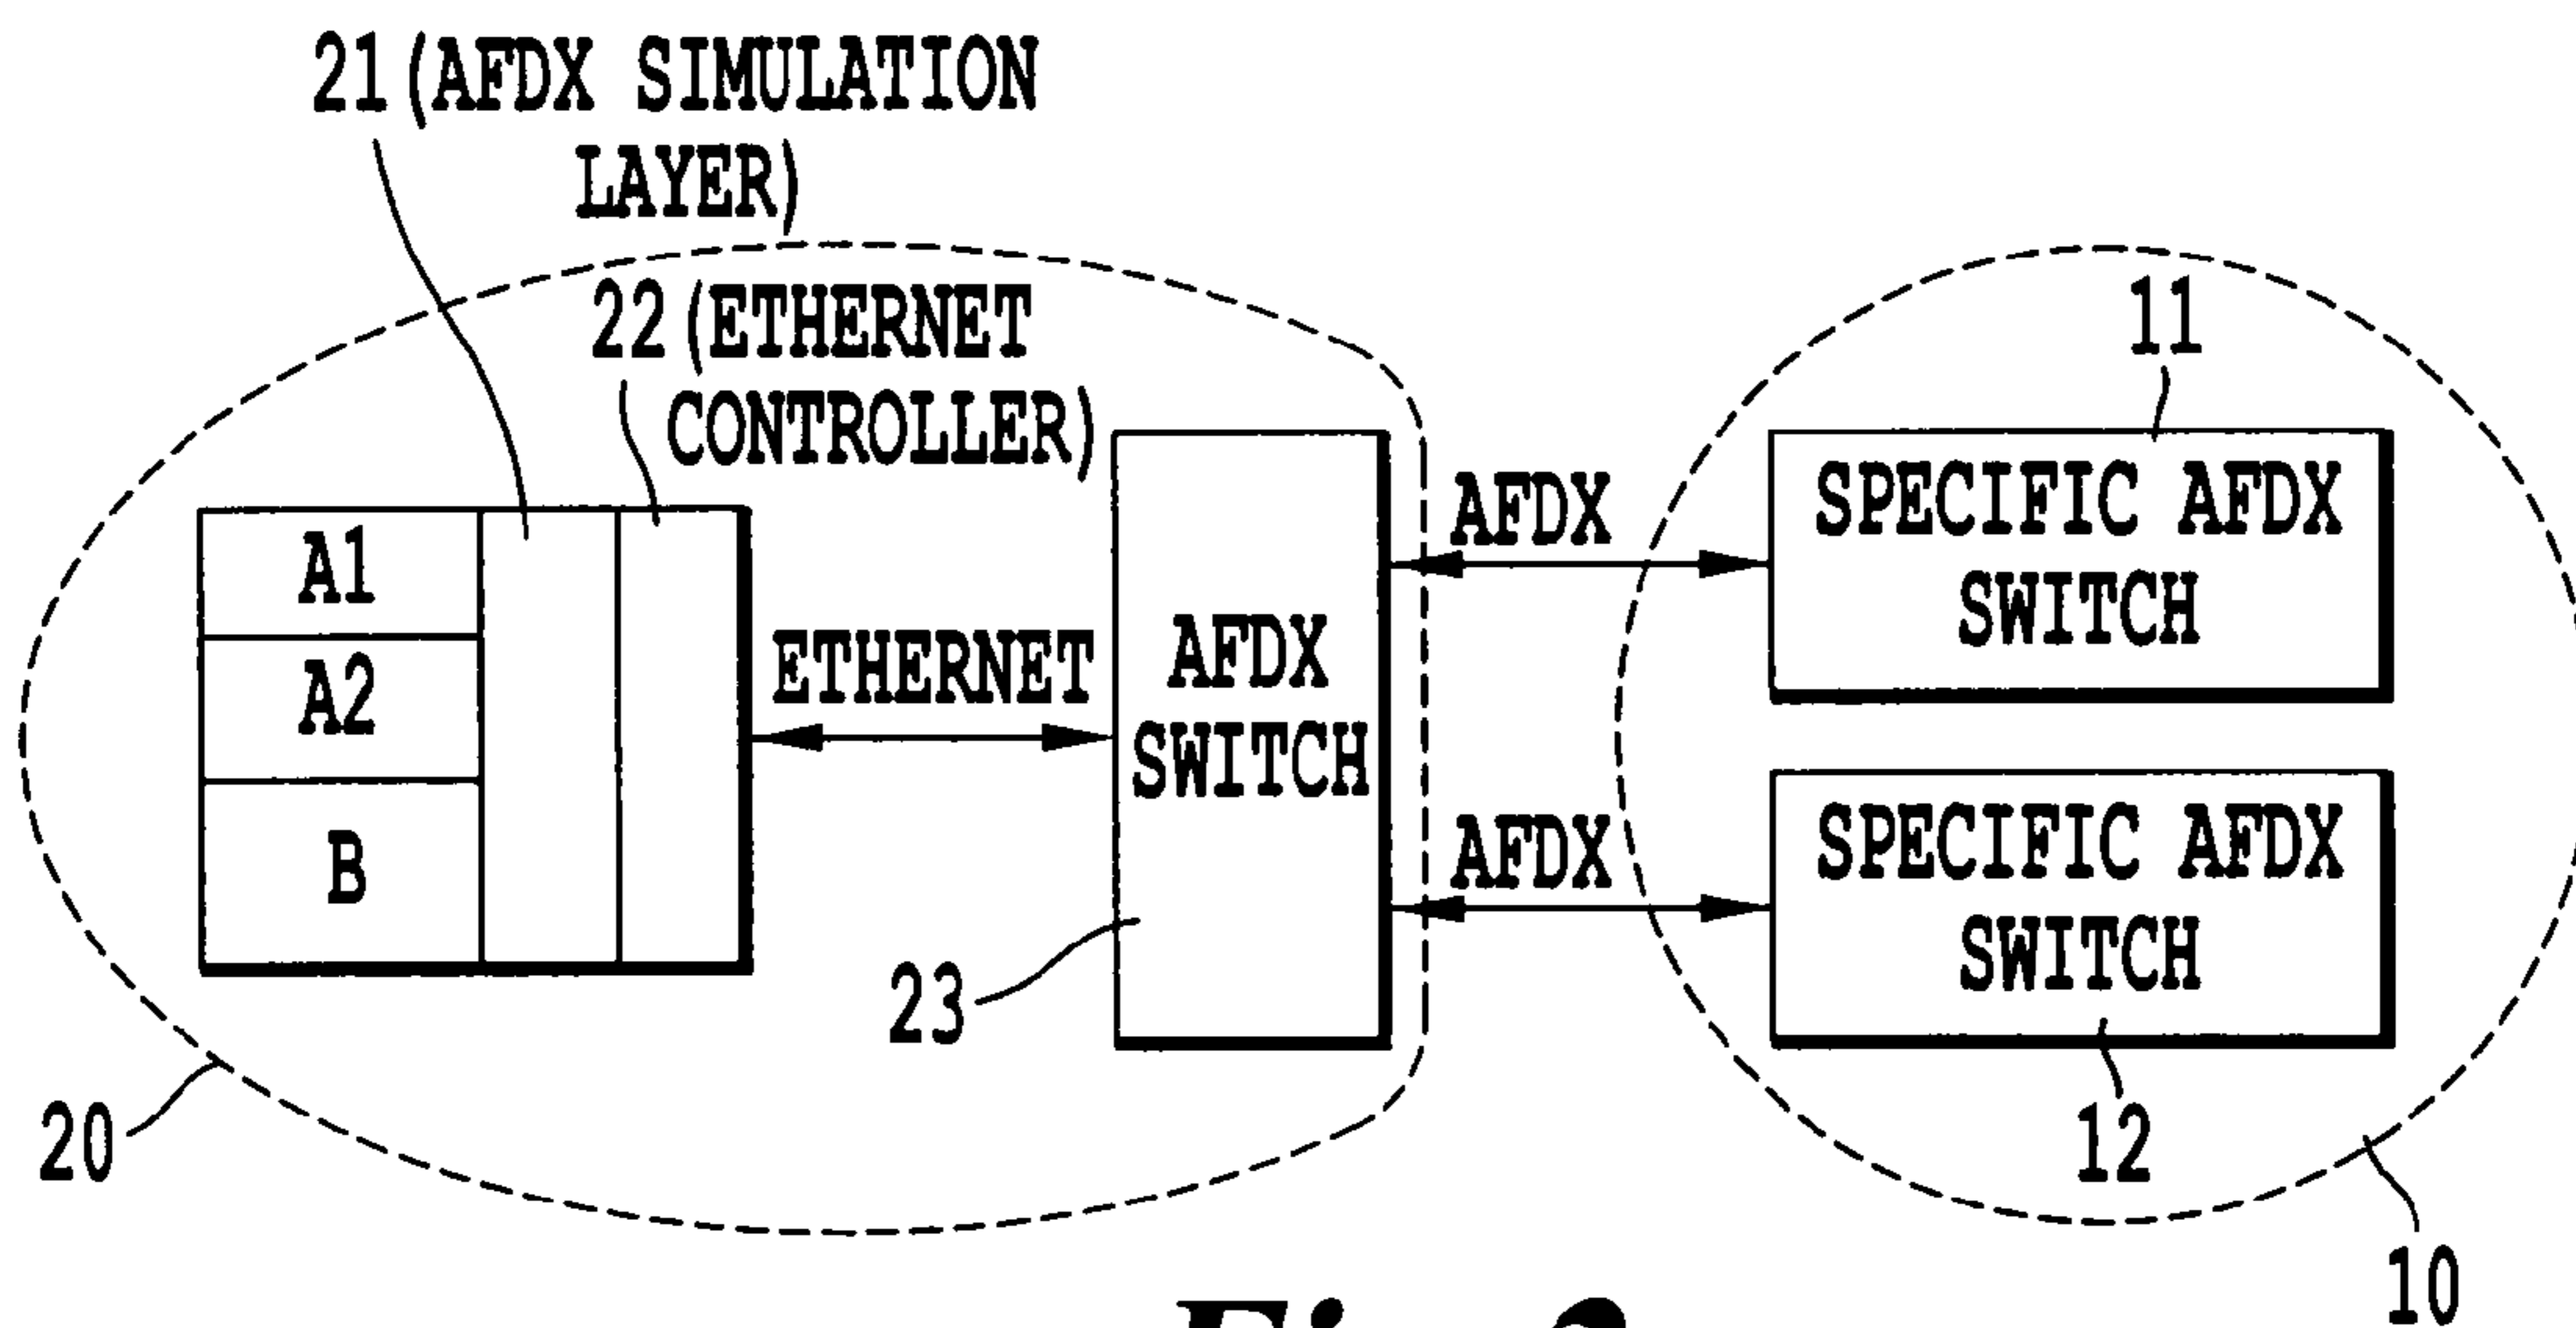 21 (AFDX SIMULATION
LAYER)
22 (ETHERNET
CONTROLLER)
11
A1
A2
B
ETHERNET
AFDX
SWITCH
23
AFDX
AFDX
SPECIFIC AFDX
SWITCH
SPECIFIC AFDX
SWITCH
12
20
10